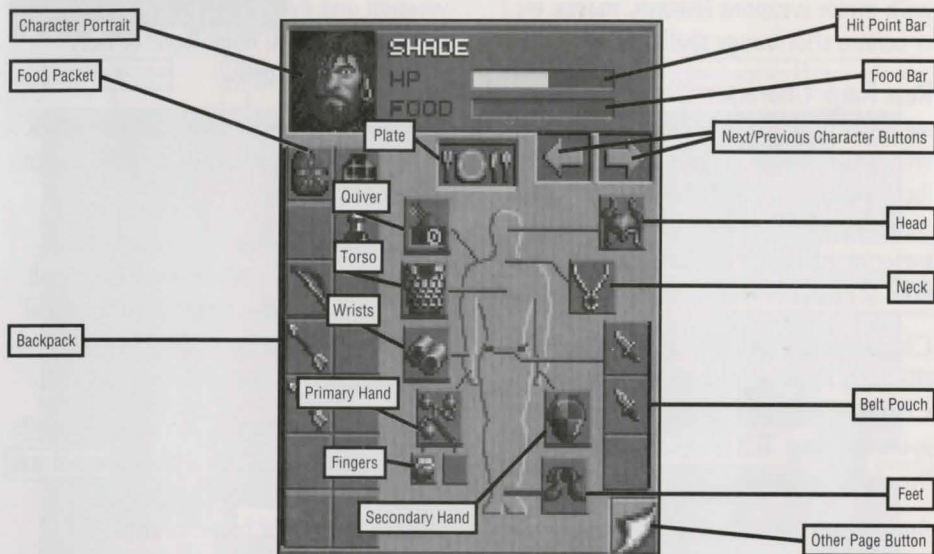 Character Portrait
Food Packet
SHADE
HP
FOOD
Hit Point Bar
Food Bar
Next/Previous Character Buttons
Plate
Quiver
0
Torso
Wrists
Backpack
Primary Hand
Fingers
Secondary Hand
Head
Neck
Belt Pouch
Feet
Other Page Button